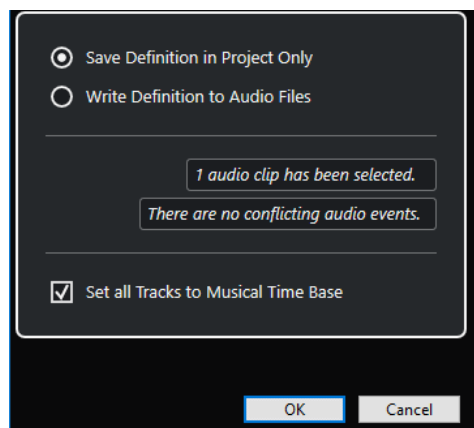 Save Definition in Project Only
Write Definition to Audio Files
1 audio clip has been selected.
There are no conflicting audio events.
Set all Tracks to Musical Time Base
OK
Cancel